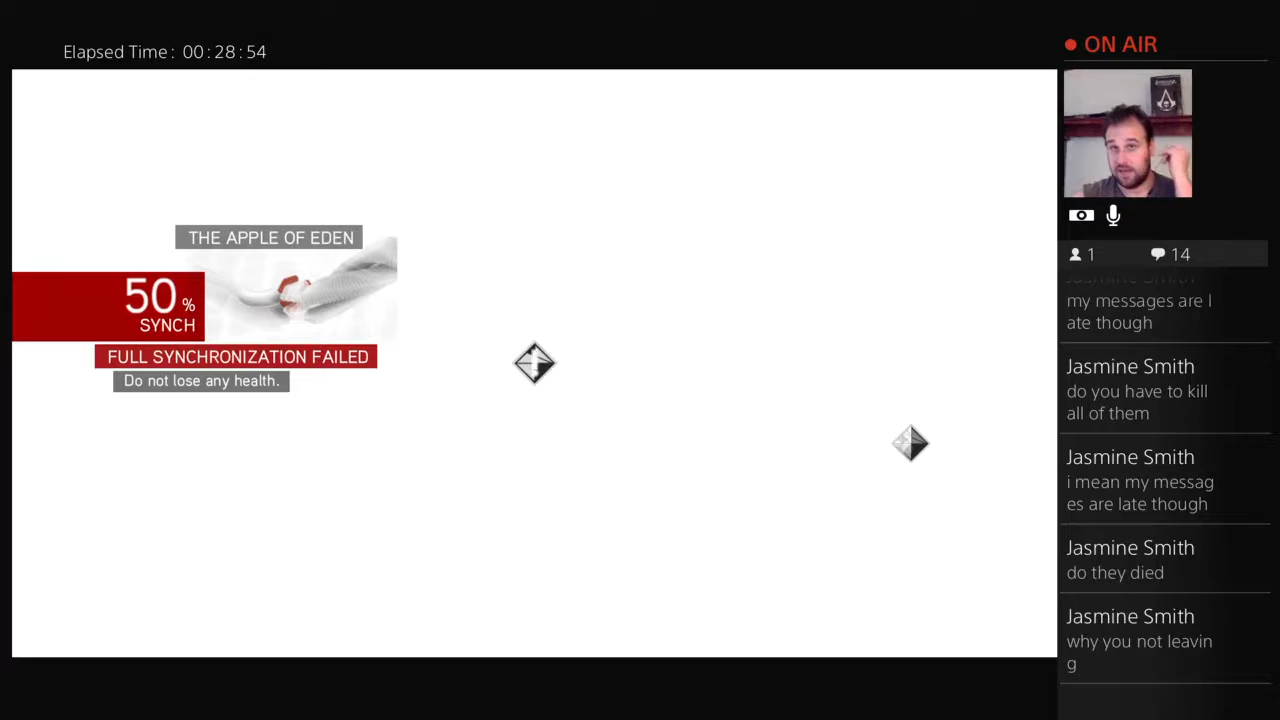 Elapsed Time: 00:28:54
ON AIR
THE APPLE OF EDEN
50 %
SYNCH
FULL SYNCHRONIZATION FAILED
Do not lose any health.
1 14
Jasmine Smith
my messages are l
ate though
Jasmine Smith
do you have to kill
all of them
Jasmine Smith
i mean my messag
es are late though
Jasmine Smith
do they died
Jasmine Smith
why you not leavin
g